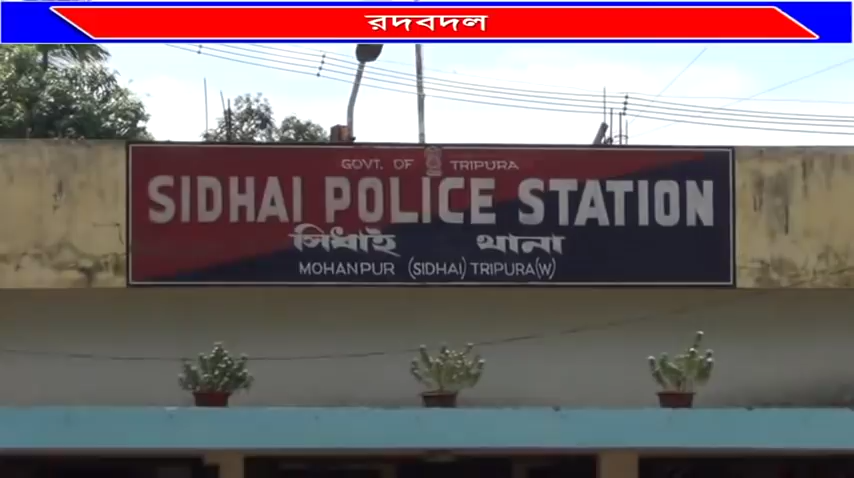 রদবদল
GOVT. OF TRIPURA
SIDHAI POLICE STATION
সিধাই থানা
MOHANPUR (SIDHAI) TRIPURA(W)